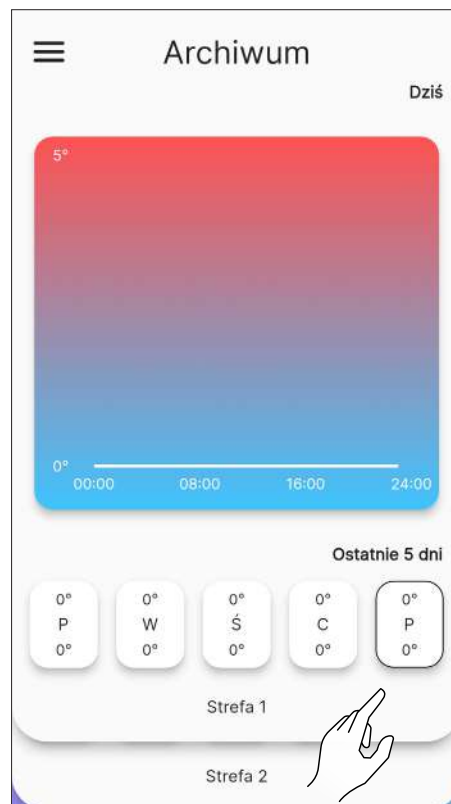 Archiwum
Dziś
5°
0°
00:00 08:00 16:00 24:00
Ostatnie 5 dni
0° 0° 0° 0° 0°
P W Ś C P
0° 0° 0° 0° 0°
Strefa 1
Strefa 2